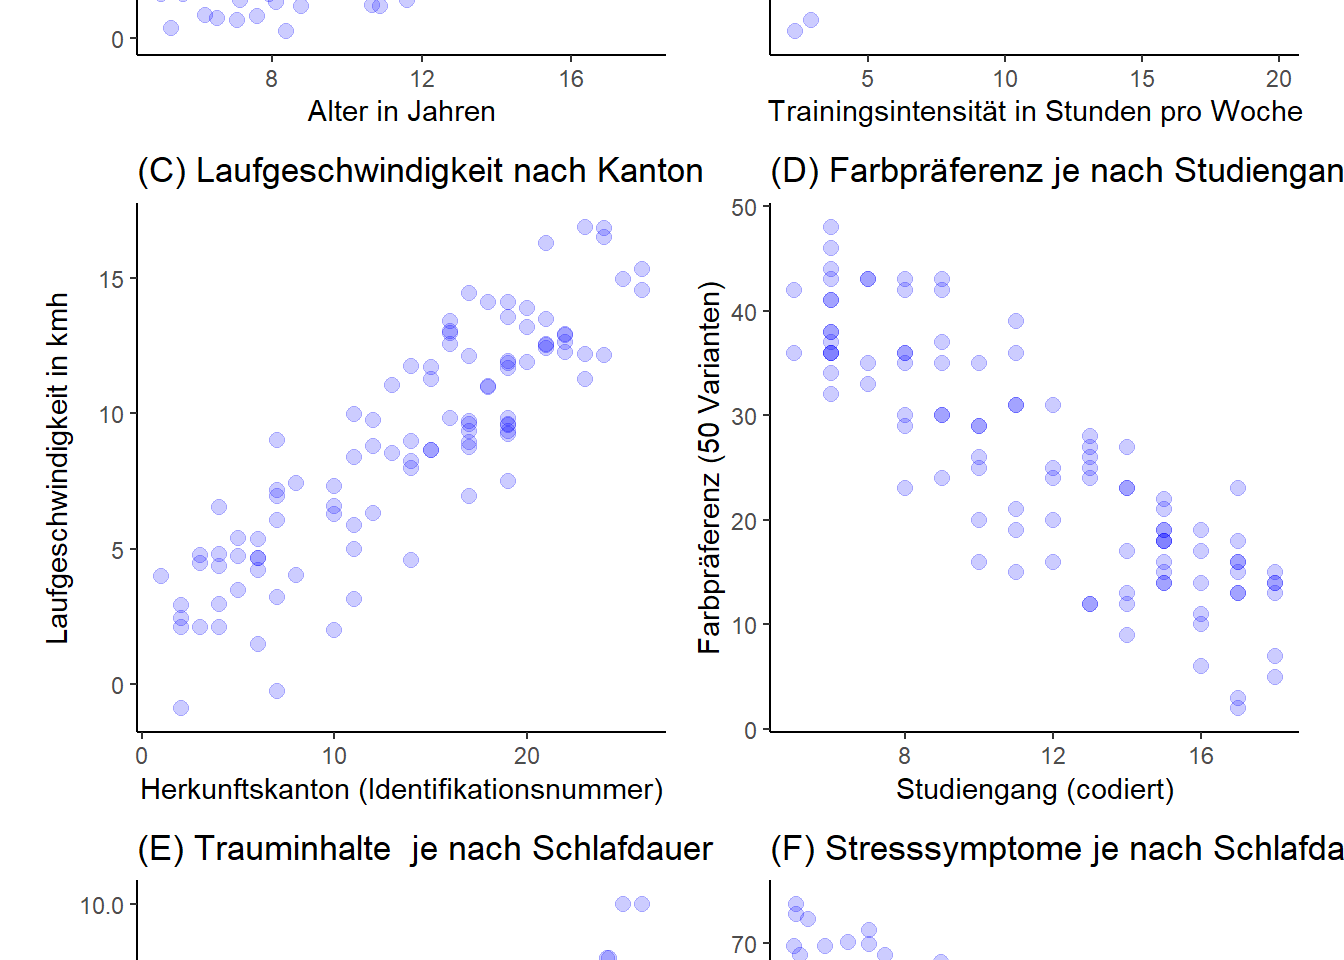 0
8 12 16
Alter in Jahren
5 10 15 20
Trainingsintensität in Stunden pro Woche
(C) Laufgeschwindigkeit nach Kanton
15
10
5
0
Laufgeschwindigkeit in kmh
0 10 20
Herkunftskanton (Identifikationsnummer)
(D) Farbpräferenz je nach Studiengan
50
40
30
20
10
0
Farbpräferenz (50 Varianten)
8 12 16
Studiengang (codiert)
(E) Trauminhalte  je nach Schlafdauer
10.0
(F) Stresssymptome je nach Schlafda
70